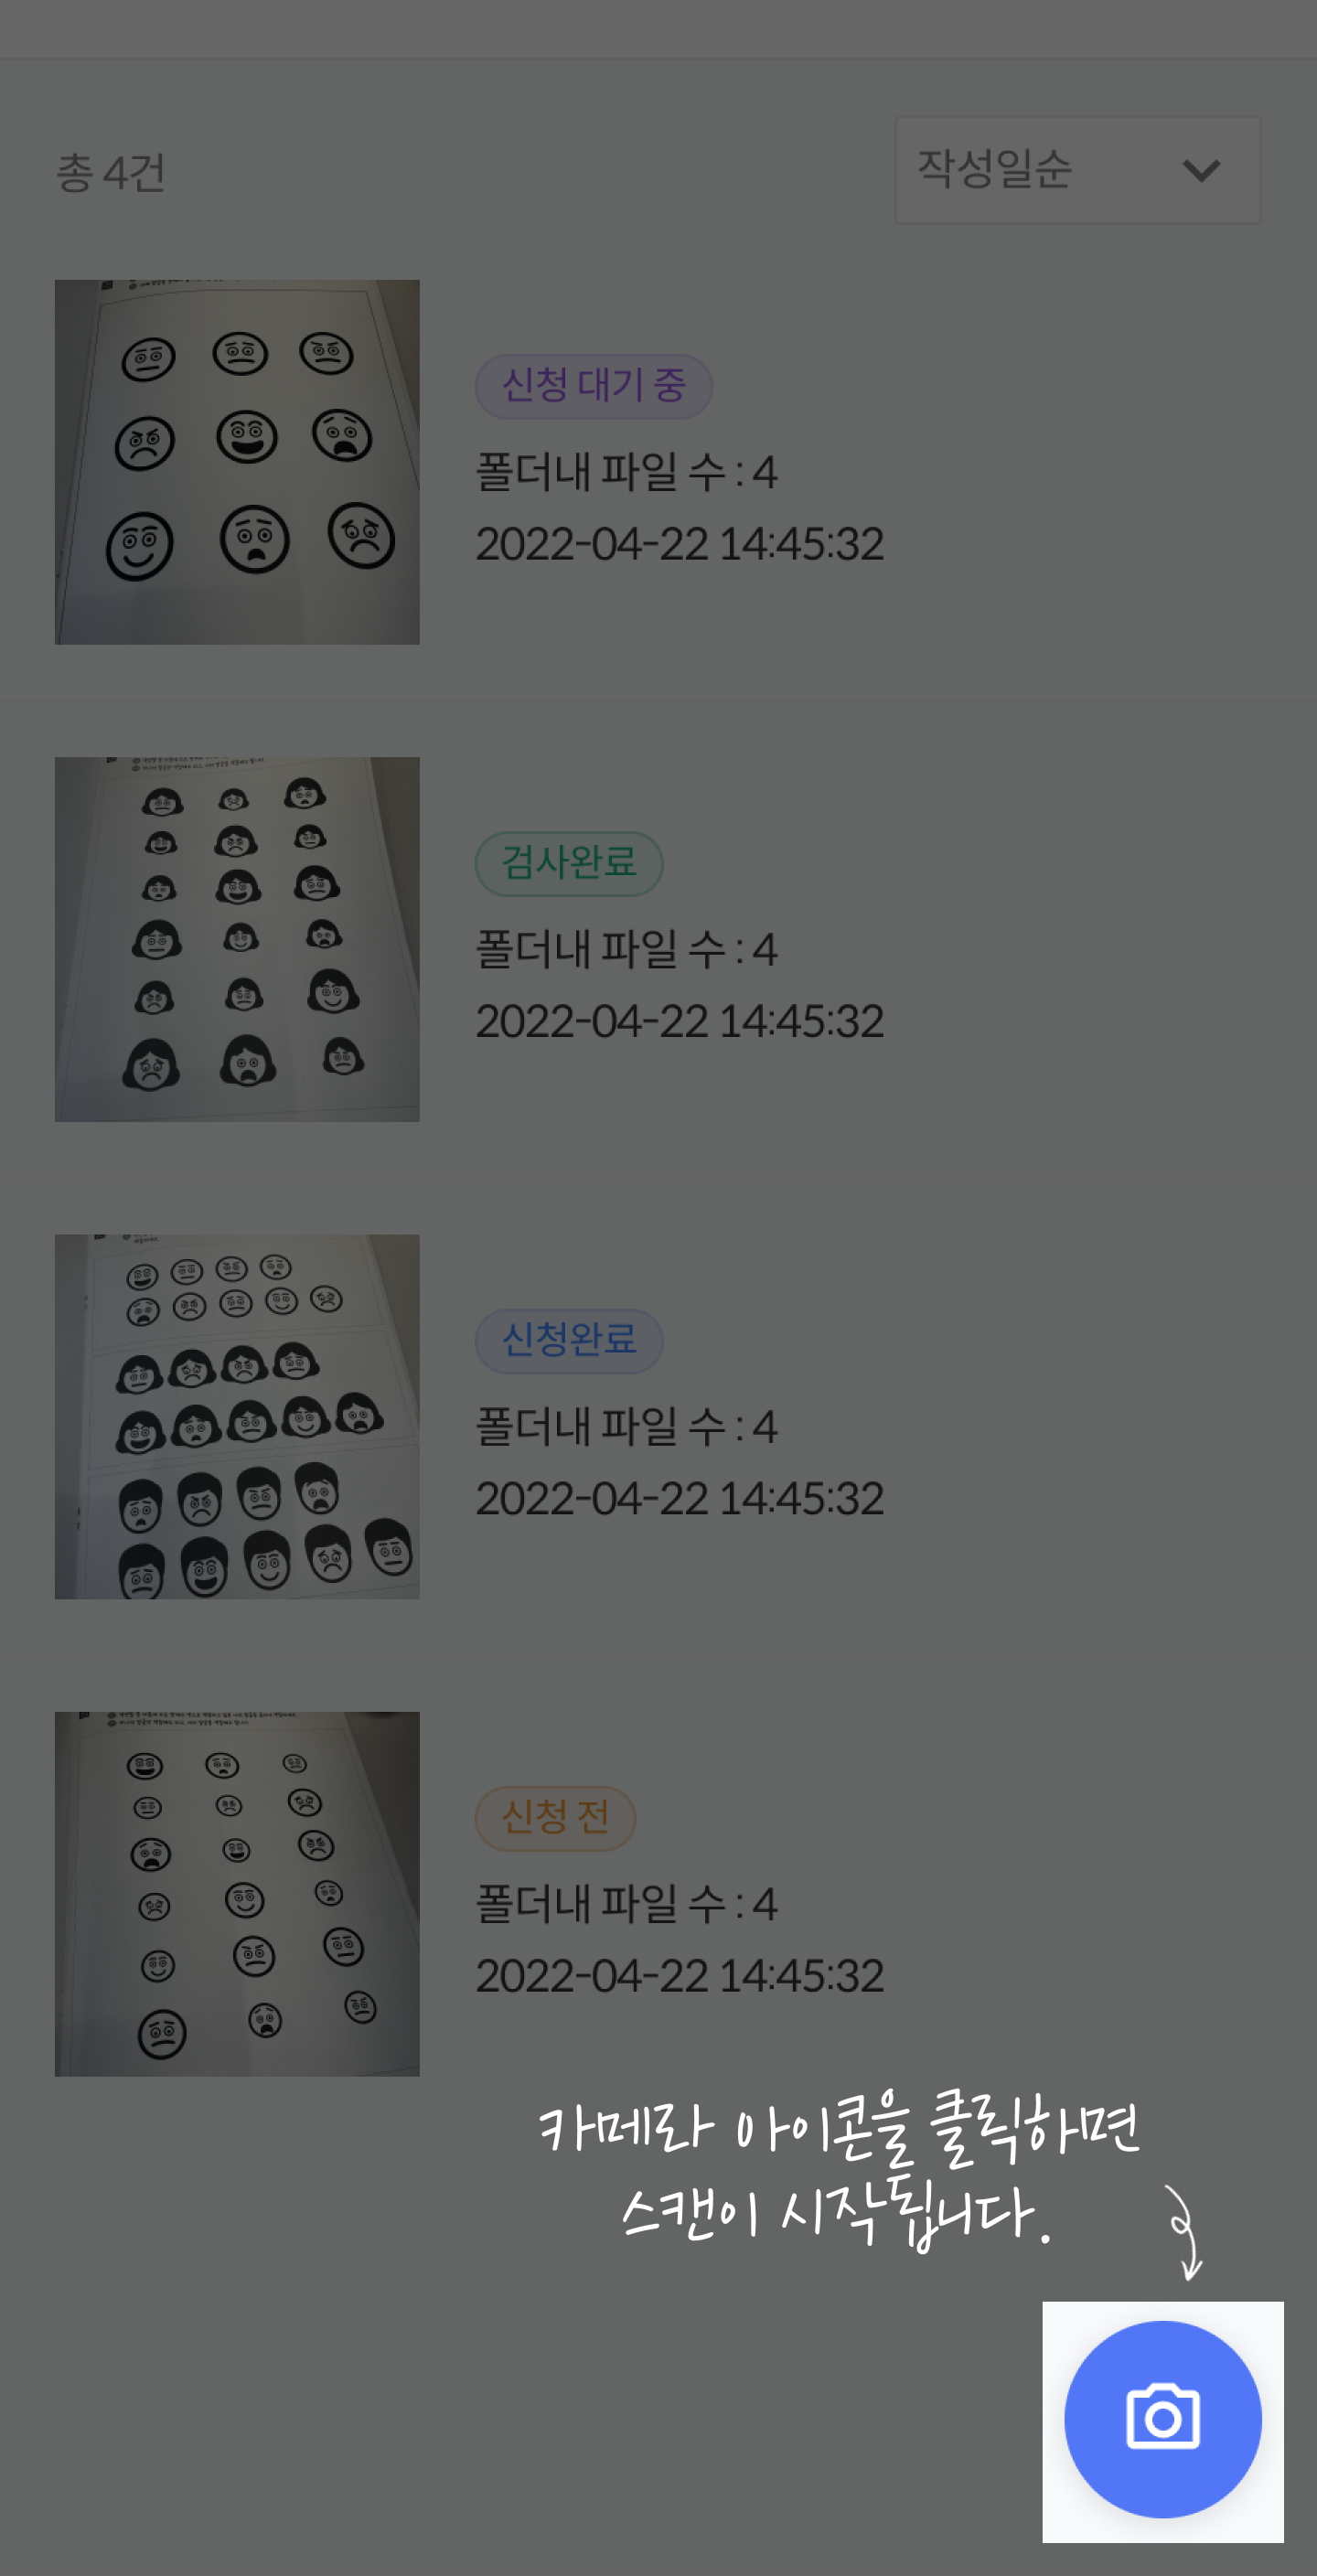 총 4건
작성일순
신청 대기 중
폴더내 파일 수 : 4
2022-04-22 14:45:32
검사완료
폴더내 파일 수 : 4
2022-04-22 14:45:32
신청완료
폴더내 파일 수 : 4
2022-04-22 14:45:32
신청 전
폴더내 파일 수 : 4
2022-04-22 14:45:32
카메라 아이콘을 클릭하면
스캔이 시작됩니다.